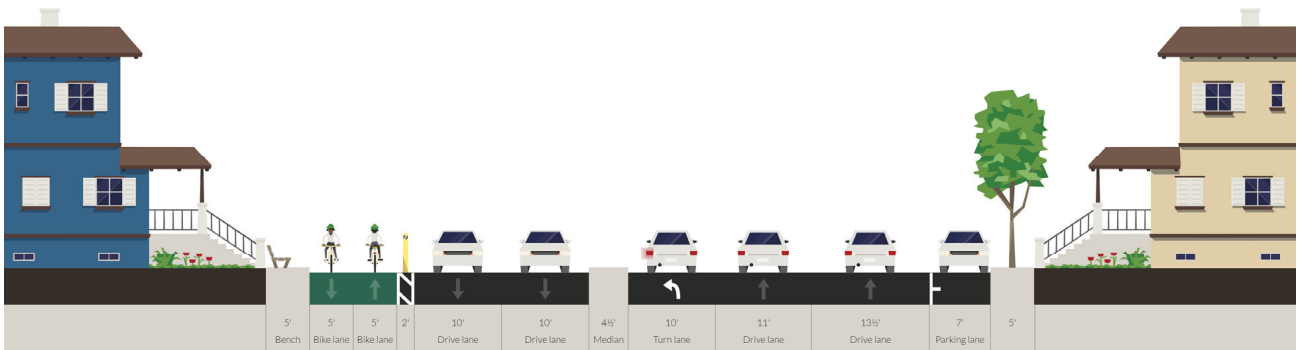 5' 5' 5' 2' 10' 10' 4½' 10' 11' 13½' 7' 5'
Bench Bike lane Bike lane Drive lane Drive lane Median Turn lane Drive lane Drive lane Parking lane